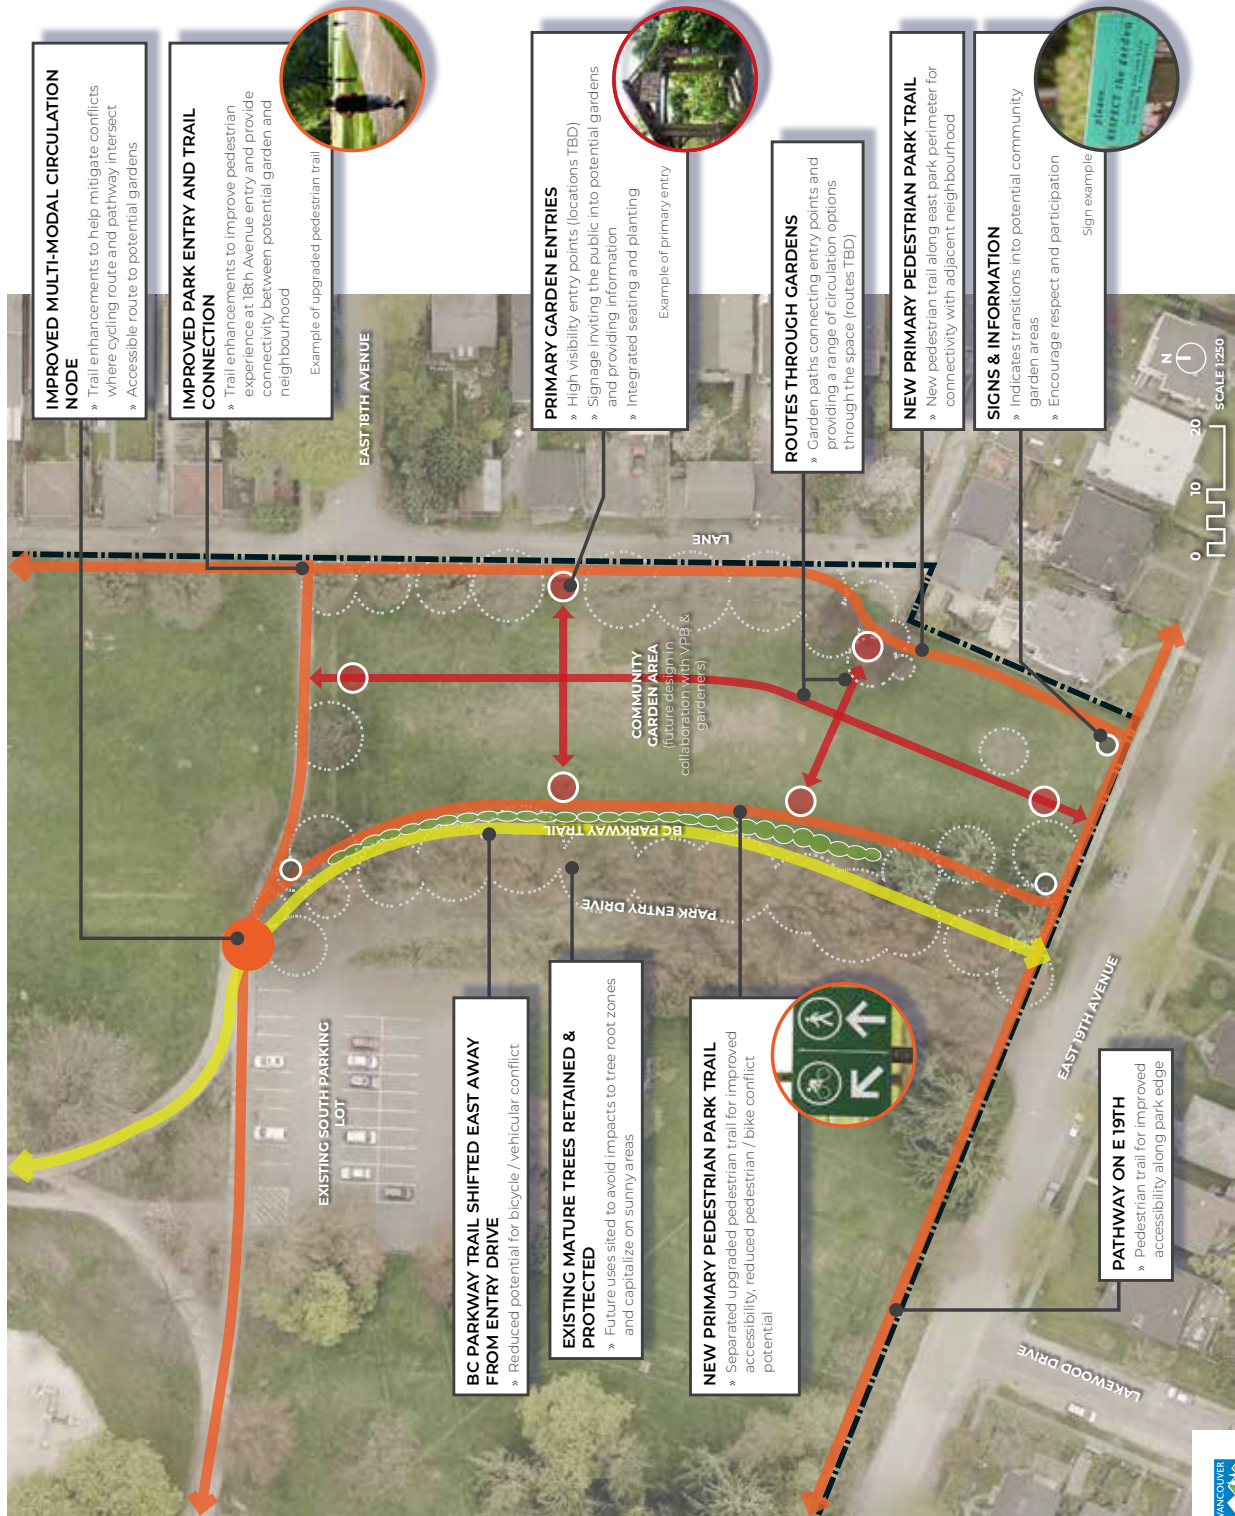 IMPROVED MULTI-MODAL CIRCULATION
NODE
» Trail enhancements to help mitigate conflicts
where cycling route and pathway intersect
» Accessible route to potential gardens
IMPROVED PARK ENTRY AND TRAIL
CONNECTION
» Trail enhancements to improve pedestrian
experience at 18th Avenue entry and provide
connectivity between potential garden and
neighbourhood
Example of upgraded pedestrian trail
PRIMARY GARDEN ENTRIES
» High visibility entry points (locations TBD)
» Signage inviting the public into potential gardens
and providing information
» Integrated seating and planting
Example of primary entry
ROUTES THROUGH GARDENS
» Garden paths connecting entry points and
providing a range of circulation options
through the space (routes TBD)
NEW PRIMARY PEDESTRIAN PARK TRAIL
» New pedestrian trail along east park perimeter for
connectivity with adjacent neighbourhood
SIGNS & INFORMATION
» Indicates transitions into potential community
garden areas
» Encourage respect and participation
Sign example
please
RESPECT the garden
EAST 18TH AVENUE
LANE
COMMUNITY
GARDEN AREA
(future design in
collaboration with VPB &
gardeners)
BC PARKWAY TRAIL
PARK ENTRY DRIVE
EXISTING SOUTH PARKING
LOT
BC PARKWAY TRAIL SHIFTED EAST AWAY
FROM ENTRY DRIVE
» Reduced potential for bicycle / vehicular conflict
EXISTING MATURE TREES RETAINED &
PROTECTED
» Future uses sited to avoid impacts to tree root zones
and capitalize on sunny areas
NEW PRIMARY PEDESTRIAN PARK TRAIL
» Separated upgraded pedestrian trail for improved
accessibility, reduced pedestrian / bike conflict
potential
PATHWAY ON E 19TH
» Pedestrian trail for improved
accessibility along park edge
EAST 19TH AVENUE
LAKEWOOD DRIVE
N
0 10 20
SCALE 1:250
VANCOUVER